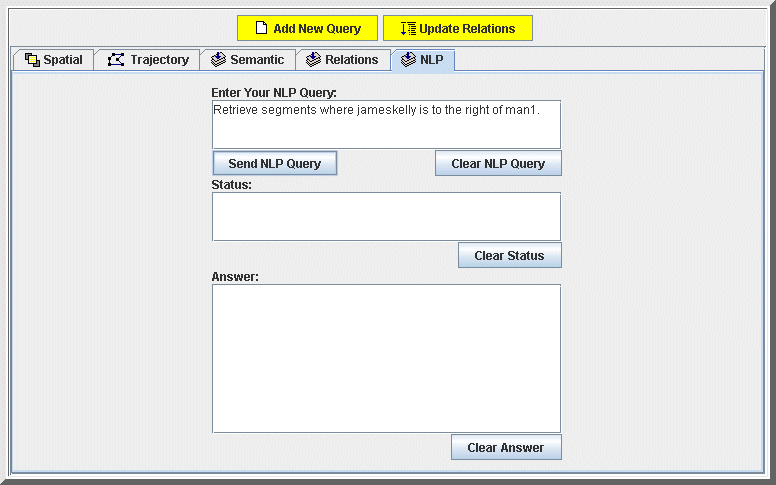 Add New Query Update Relations
Spatial Trajectory Semantic Relations NLP
Enter Your NLP Query:
Retrieve segments where jameskelly is to the right of man1.
Send NLP Query Clear NLP Query
Status:
Clear Status
Answer:
Clear Answer